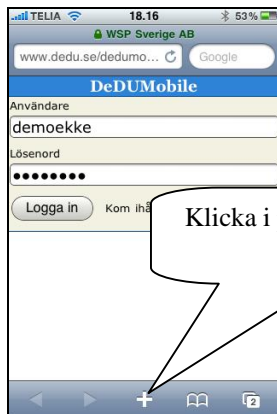 TELIA 18.16 53%
WSP Sverige AB
www.dedu.se/dedumo... Google
DeDUMobile
Användare
demoekke
Lösenord
●●●●●●●●
Logga in Kom ihå
Klicka i
2